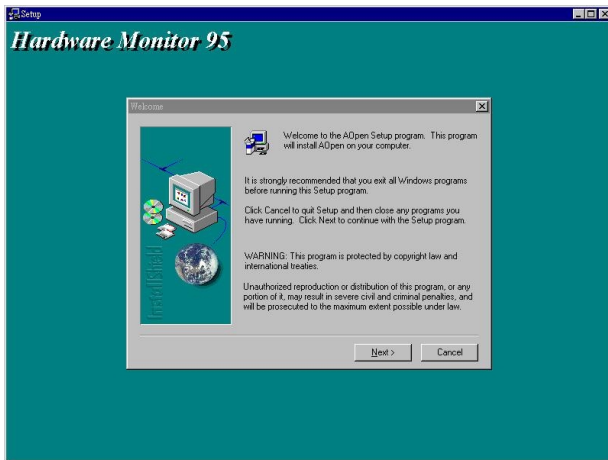 Setup
Hardware Monitor 95
Welcome
Welcome to the AOpen Setup program. This program
will install AOpen on your computer.
It is strongly recommended that you exit all Windows programs
before running this Setup program.
Click Cancel to quit Setup and then close any programs you
have running. Click Next to continue with the Setup program.
WARNING: This program is protected by copyright law and
international treaties.
Unauthorized reproduction or distribution of this program, or any
portion of it, may result in severe civil and criminal penalties, and
will be prosecuted to the maximum extent possible under law.
InstallShield
Next >
Cancel